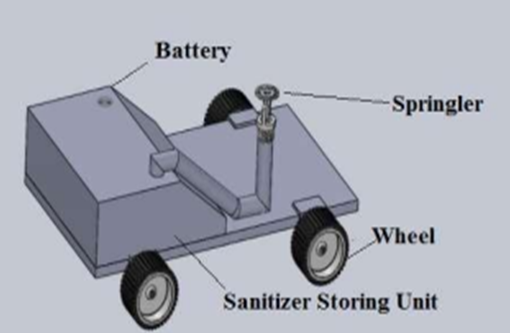 Battery
Springler
Wheel
Sanitizer Storing Unit